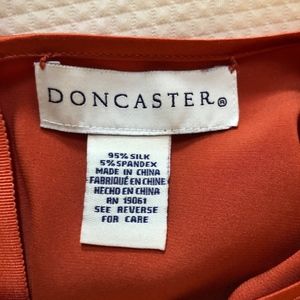 DONCASTER®
95% SILK
5% SPANDEX
MADE IN CHINA
FABRIQUÉ EN CHINE
HECHO EN CHINA
RN 19061
SEE REVERSE
FOR CARE